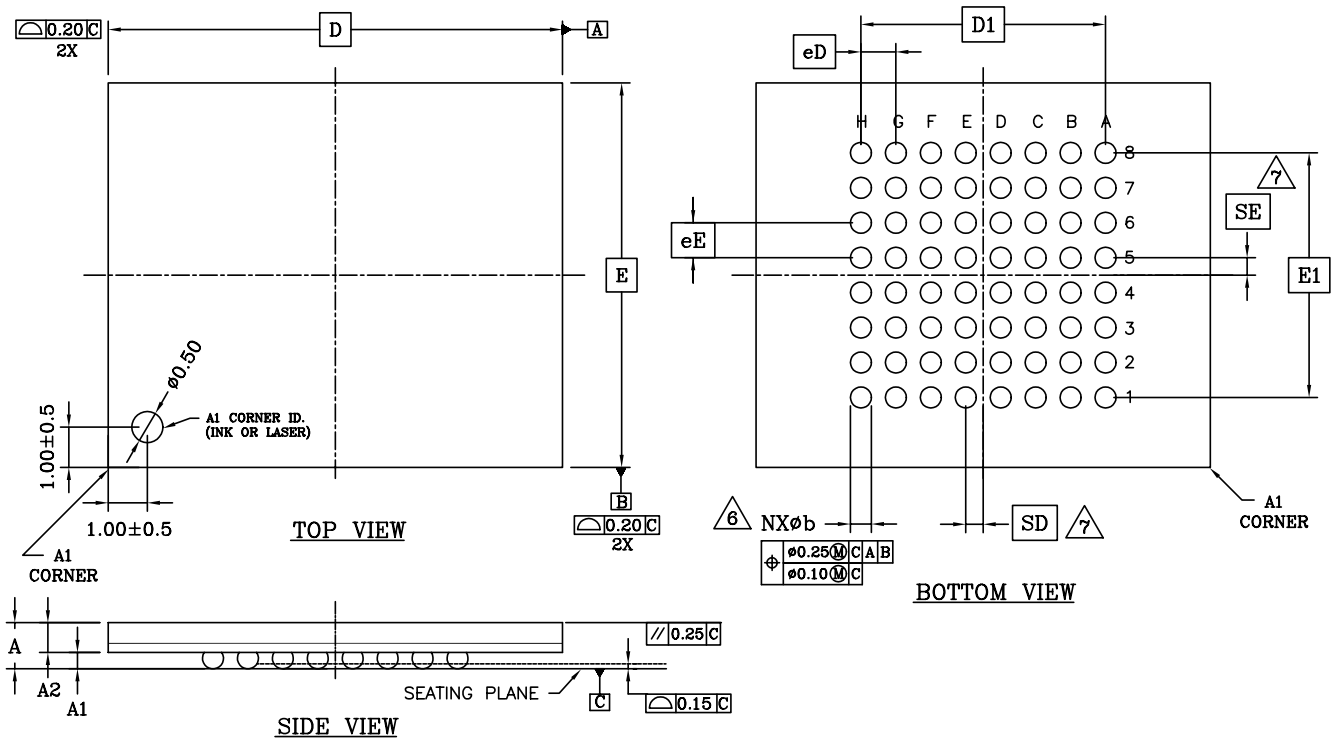 ⌓ 0.20 C
2X
D
A
E
B
⌓ 0.20 C
2X
ø0.50
A1 CORNER ID.
(INK OR LASER)
1.00±0.5
1.00±0.5
A1
CORNER
TOP VIEW
D1
eD
H G F E D C B A
8
7
6
5
4
3
2
1
eE
7
SE
E1
6 NXøb
⌖ ø0.25Ⓜ C A B
ø0.10Ⓜ C
SD 7
A1
CORNER
BOTTOM VIEW
A
A2
A1
// 0.25 C
SEATING PLANE
C
⌓ 0.15 C
SIDE VIEW